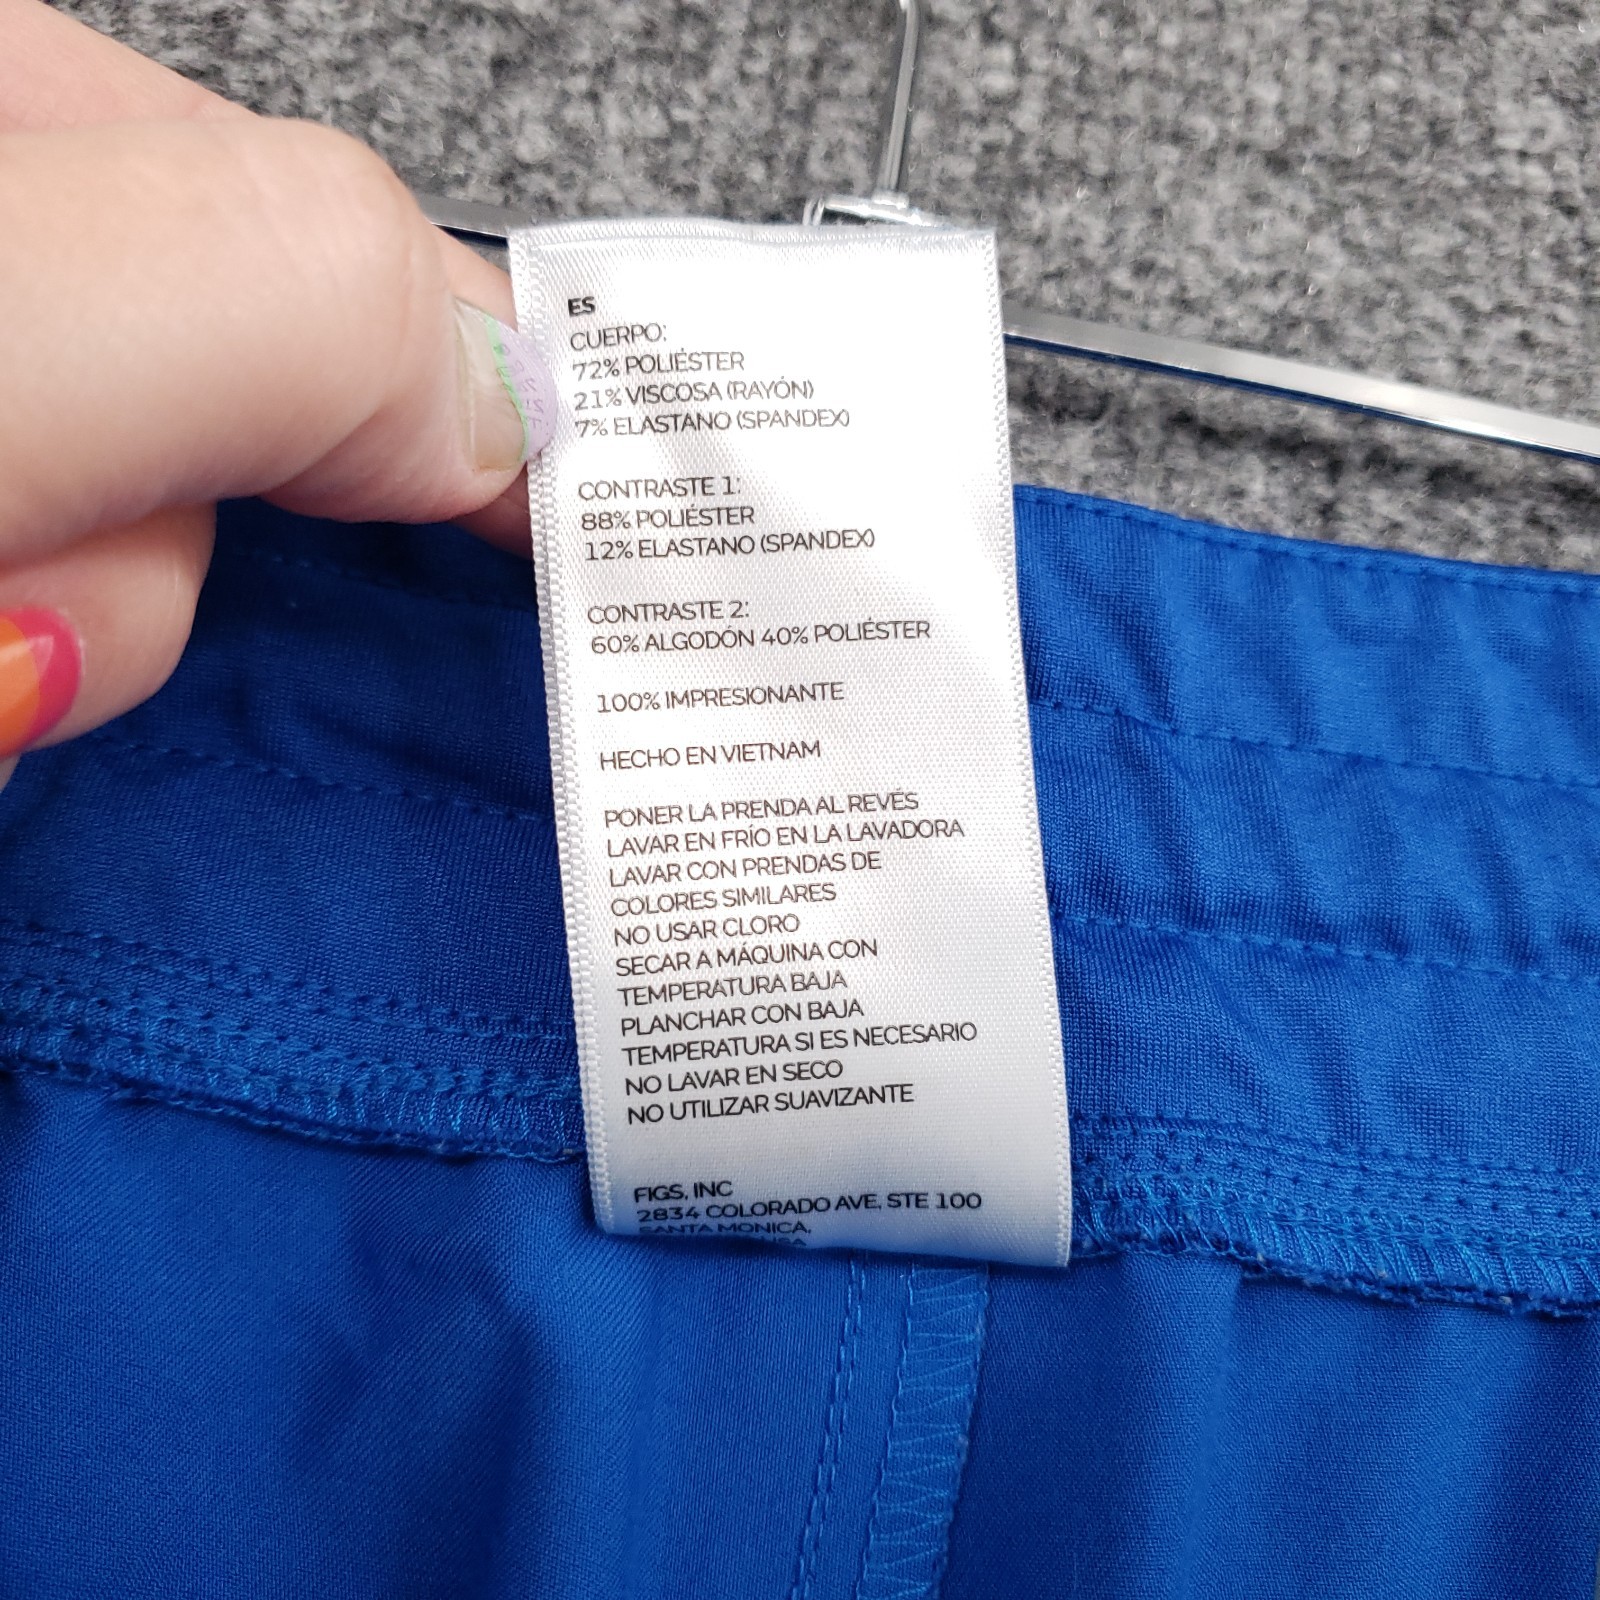 ES
CUERPO:
72% POLIÉSTER
21% VISCOSA (RAYÓN)
7% ELASTANO (SPANDEX)
CONTRASTE 1:
88% POLIÉSTER
12% ELASTANO (SPANDEX)
CONTRASTE 2:
60% ALGODÓN 40% POLIÉSTER
100% IMPRESIONANTE
HECHO EN VIETNAM
PONER LA PRENDA AL REVÉS
LAVAR EN FRÍO EN LA LAVADORA
LAVAR CON PRENDAS DE
COLORES SIMILARES
NO USAR CLORO
SECAR A MÁQUINA CON
TEMPERATURA BAJA
PLANCHAR CON BAJA
TEMPERATURA SI ES NECESARIO
NO LAVAR EN SECO
NO UTILIZAR SUAVIZANTE
FIGS, INC
2834 COLORADO AVE, STE 100
SANTA MONICA,
USA